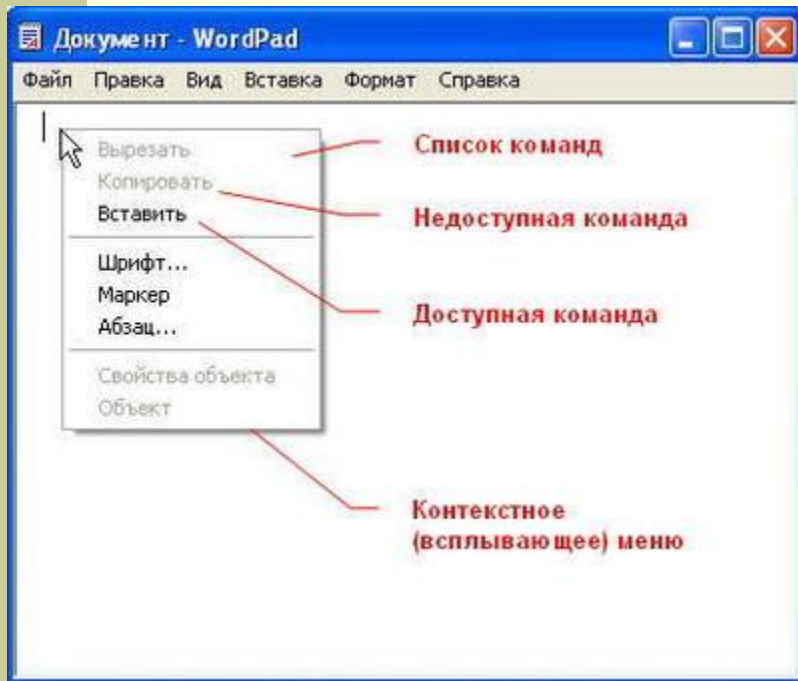 Документ - WordPad
Файл Правка Вид Вставка Формат Справка
Вырезать
Копировать
Вставить
Шрифт...
Маркер
Абзац...
Свойства объекта
Объект
Список команд
Недоступная команда
Доступная команда
Контекстное
(всплывающее) меню